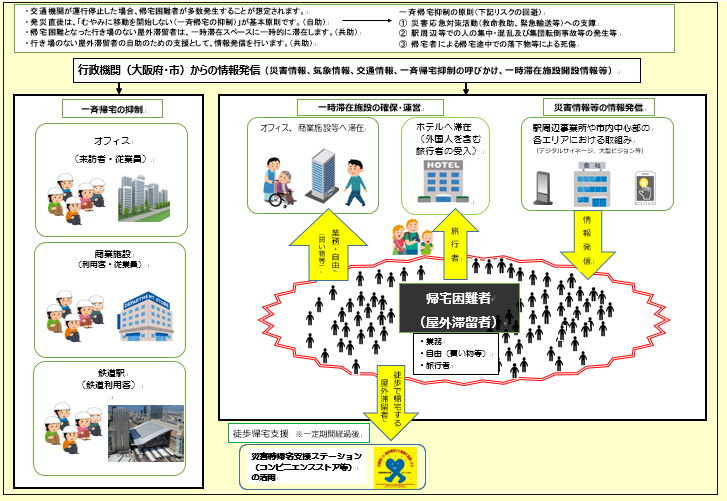 ・交通機関が運行停止した場合、帰宅困難者が多数発生することが想定されます。
・発災直後は、「むやみに移動を開始しない（一斉帰宅の抑制）」が基本原則です。（自助）
・帰宅困難となった行き場のない屋外滞留者は、一時滞在スペースに一時的に滞在します。（共助）
・行き場のない屋外滞留者の自助のための支援として、情報発信を行います。（共助）
一斉帰宅抑制の原則（下記リスクの回避）
① 災害応急対策活動（救命救助、緊急輸送等）への支障
② 駅周辺等での人の集中・混乱及び集団転倒事故等の発生等
③ 帰宅者による帰宅途中での落下物等による死傷
行政機関（大阪府・市）からの情報発信（災害情報、気象情報、交通情報、一斉帰宅抑制の呼びかけ、一時滞在施設開設情報等）
一斉帰宅の抑制
オフィス
（来訪者・従業員）
商業施設
（利用客・従業員）
DEPARTMENT STORE
鉄道駅
（鉄道利用客）
一時滞在施設の確保・運営
オフィス、商業施設等へ滞在
ホテルへ滞在
（外国人を含む
旅行者の受入）
HOTEL
災害情報等の情報発信
駅周辺事業所や市内中心部の
各エリアにおける取組み
（デジタルサイネージ、大型ビジョン等）
会社
業務・自由
（買い物等）
旅行者
情報発信
帰宅困難者
（屋外滞留者）
・業務
・自由（買い物等）
・旅行者
徒歩で帰宅する
屋外滞留者
徒歩帰宅支援　※一定期間経過後
災害時帰宅支援ステーション
（コンビニエンスストア等）
の活用